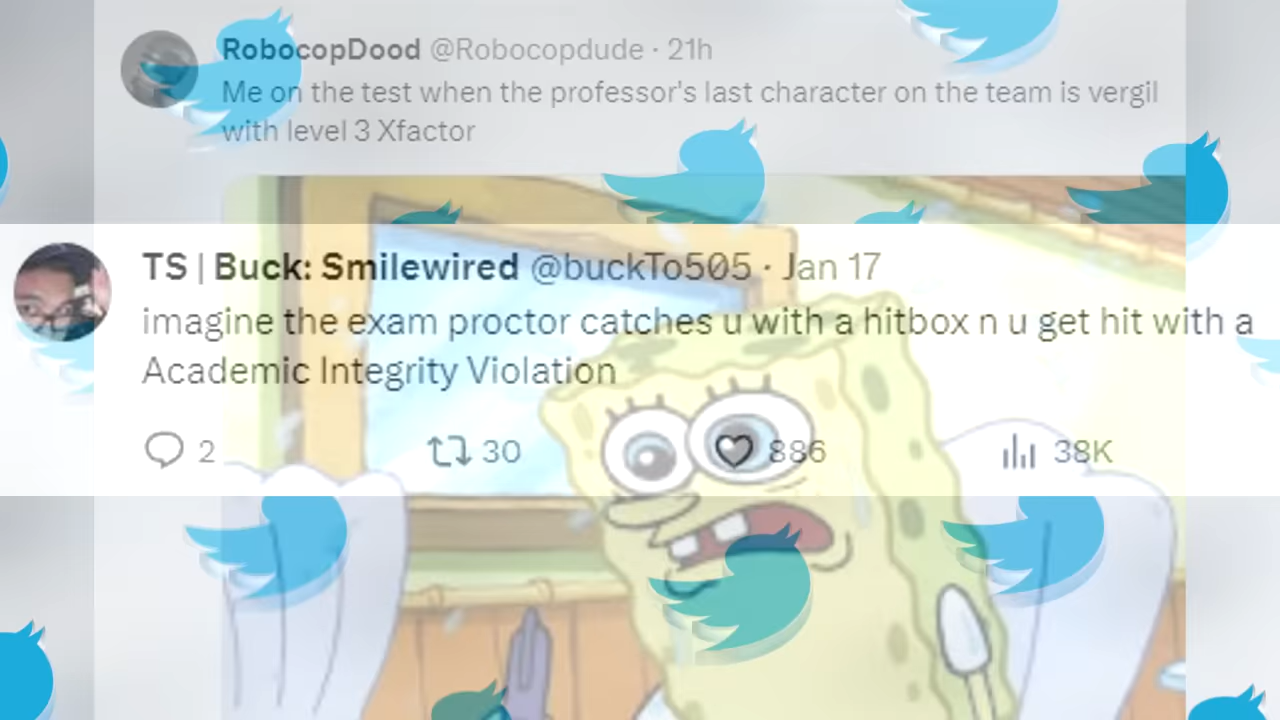 RobocopDood @Robocopdude · 21h
Me on the test when the professor's last character on the team is vergil
with level 3 Xfactor
TS | Buck: Smilewired @buckTo505 · Jan 17
imagine the exam proctor catches u with a hitbox n u get hit with a
Academic Integrity Violation
2 30 886 38K